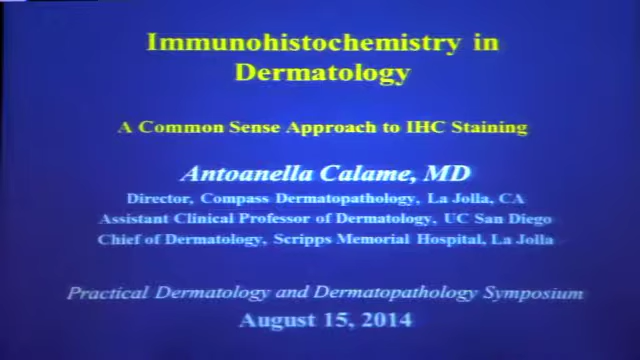 Immunohistochemistry in
Dermatology
A Common Sense Approach to IHC Staining
Antoanella Calame, MD
Director, Compass Dermatopathology, La Jolla, CA
Assistant Clinical Professor of Dermatology, UC San Diego
Chief of Dermatology, Scripps Memorial Hospital, La Jolla
Practical Dermatology and Dermatopathology Symposium
August 15, 2014